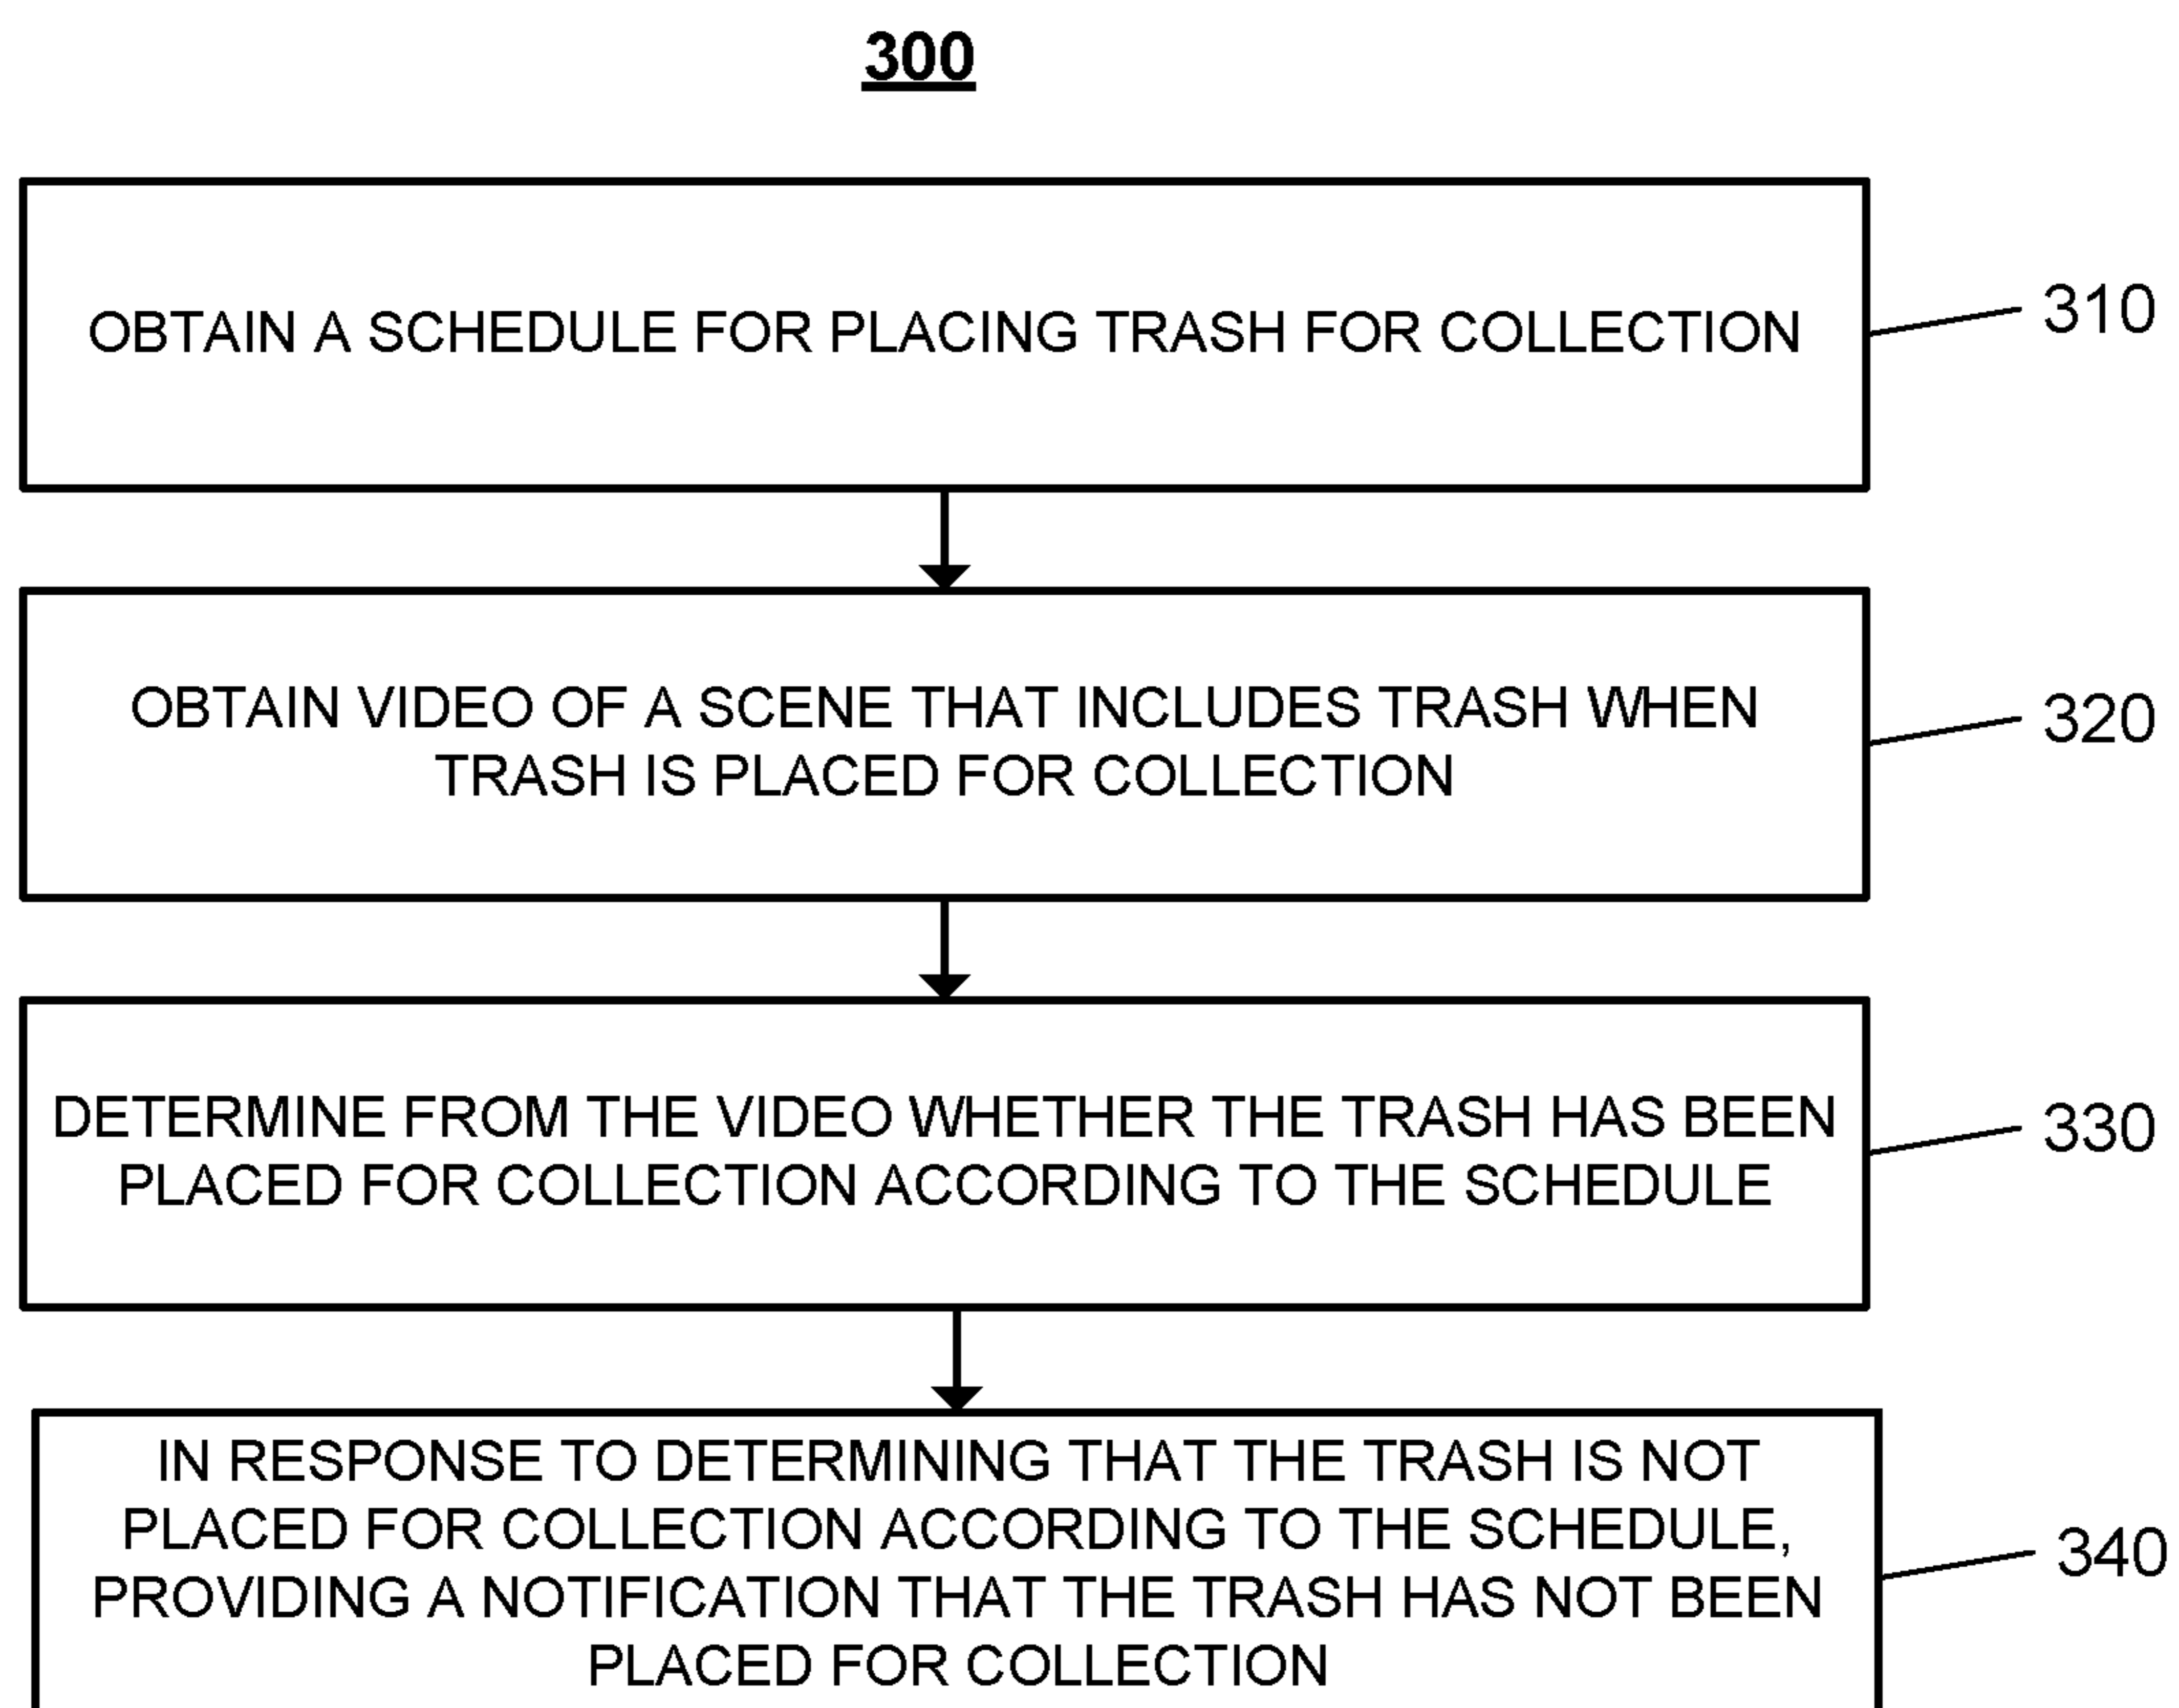 300
OBTAIN A SCHEDULE FOR PLACING TRASH FOR COLLECTION
310
OBTAIN VIDEO OF A SCENE THAT INCLUDES TRASH WHEN
TRASH IS PLACED FOR COLLECTION
320
DETERMINE FROM THE VIDEO WHETHER THE TRASH HAS BEEN
PLACED FOR COLLECTION ACCORDING TO THE SCHEDULE
330
IN RESPONSE TO DETERMINING THAT THE TRASH IS NOT
PLACED FOR COLLECTION ACCORDING TO THE SCHEDULE,
PROVIDING A NOTIFICATION THAT THE TRASH HAS NOT BEEN
PLACED FOR COLLECTION
340